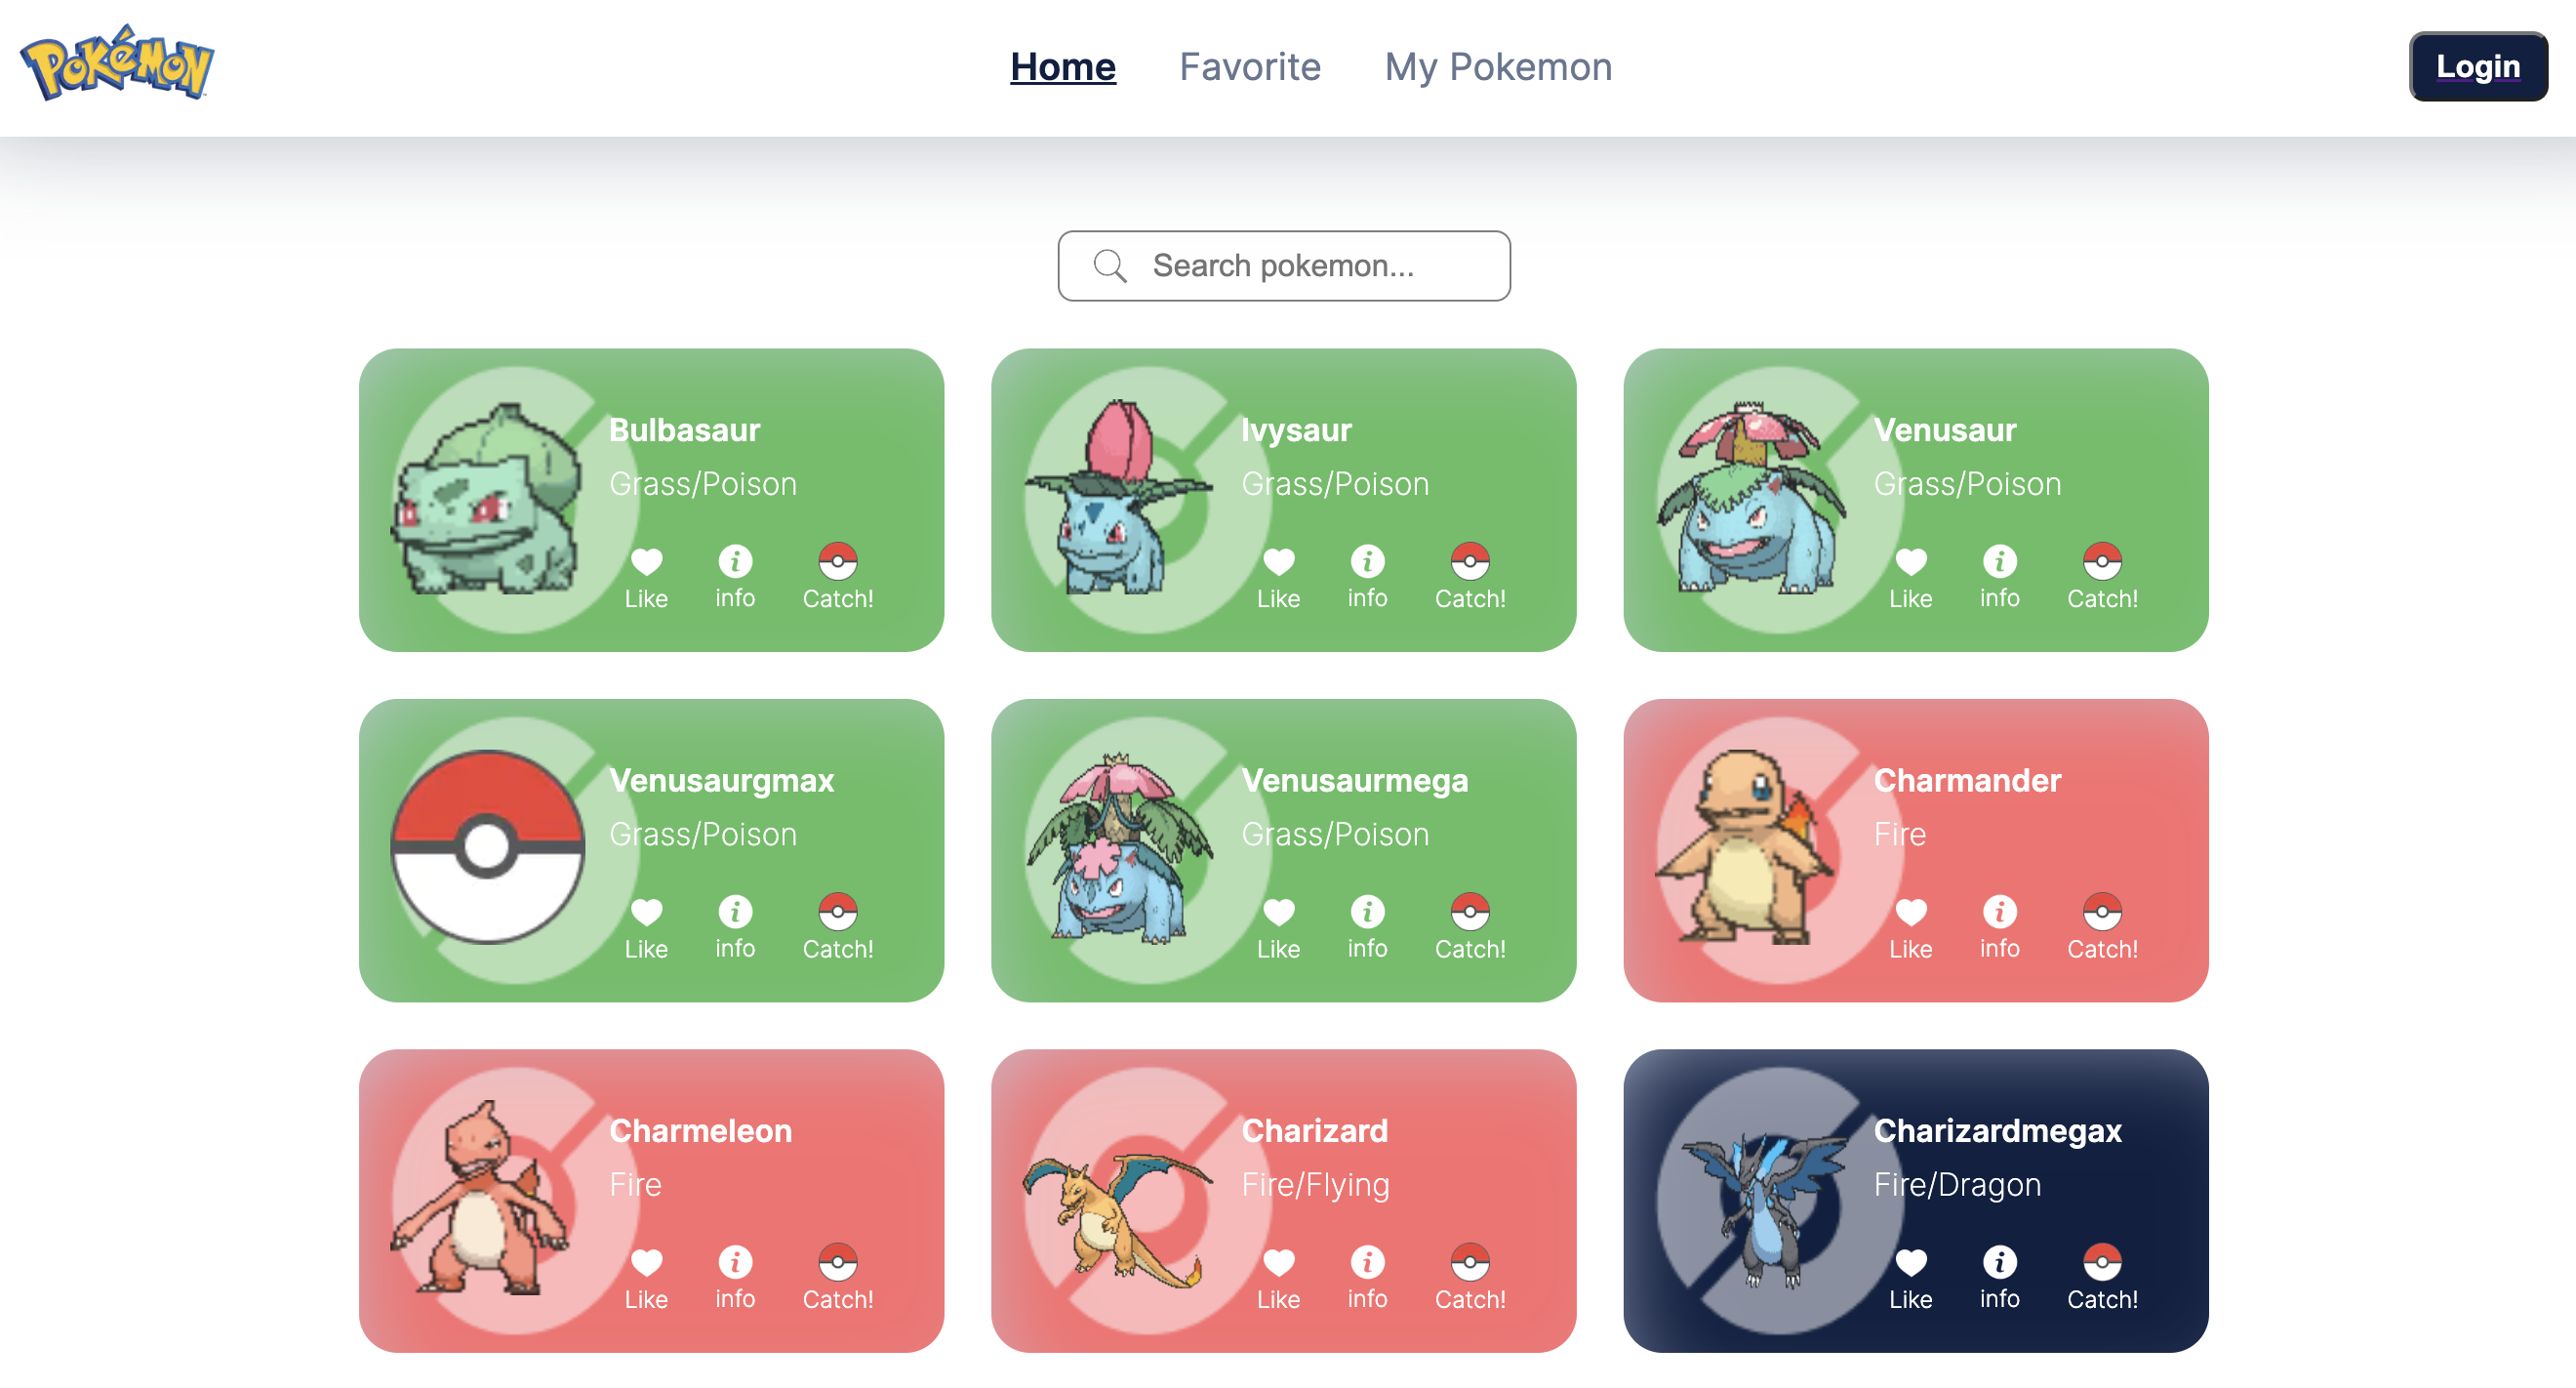 Pokémon
Home Favorite My Pokemon
Login
Search pokemon...
Bulbasaur
Grass/Poison
Like info Catch!
Ivysaur
Grass/Poison
Like info Catch!
Venusaur
Grass/Poison
Like info Catch!
Venusaurgmax
Grass/Poison
Like info Catch!
Venusaurmega
Grass/Poison
Like info Catch!
Charmander
Fire
Like info Catch!
Charmeleon
Fire
Like info Catch!
Charizard
Fire/Flying
Like info Catch!
Charizardmegax
Fire/Dragon
Like info Catch!